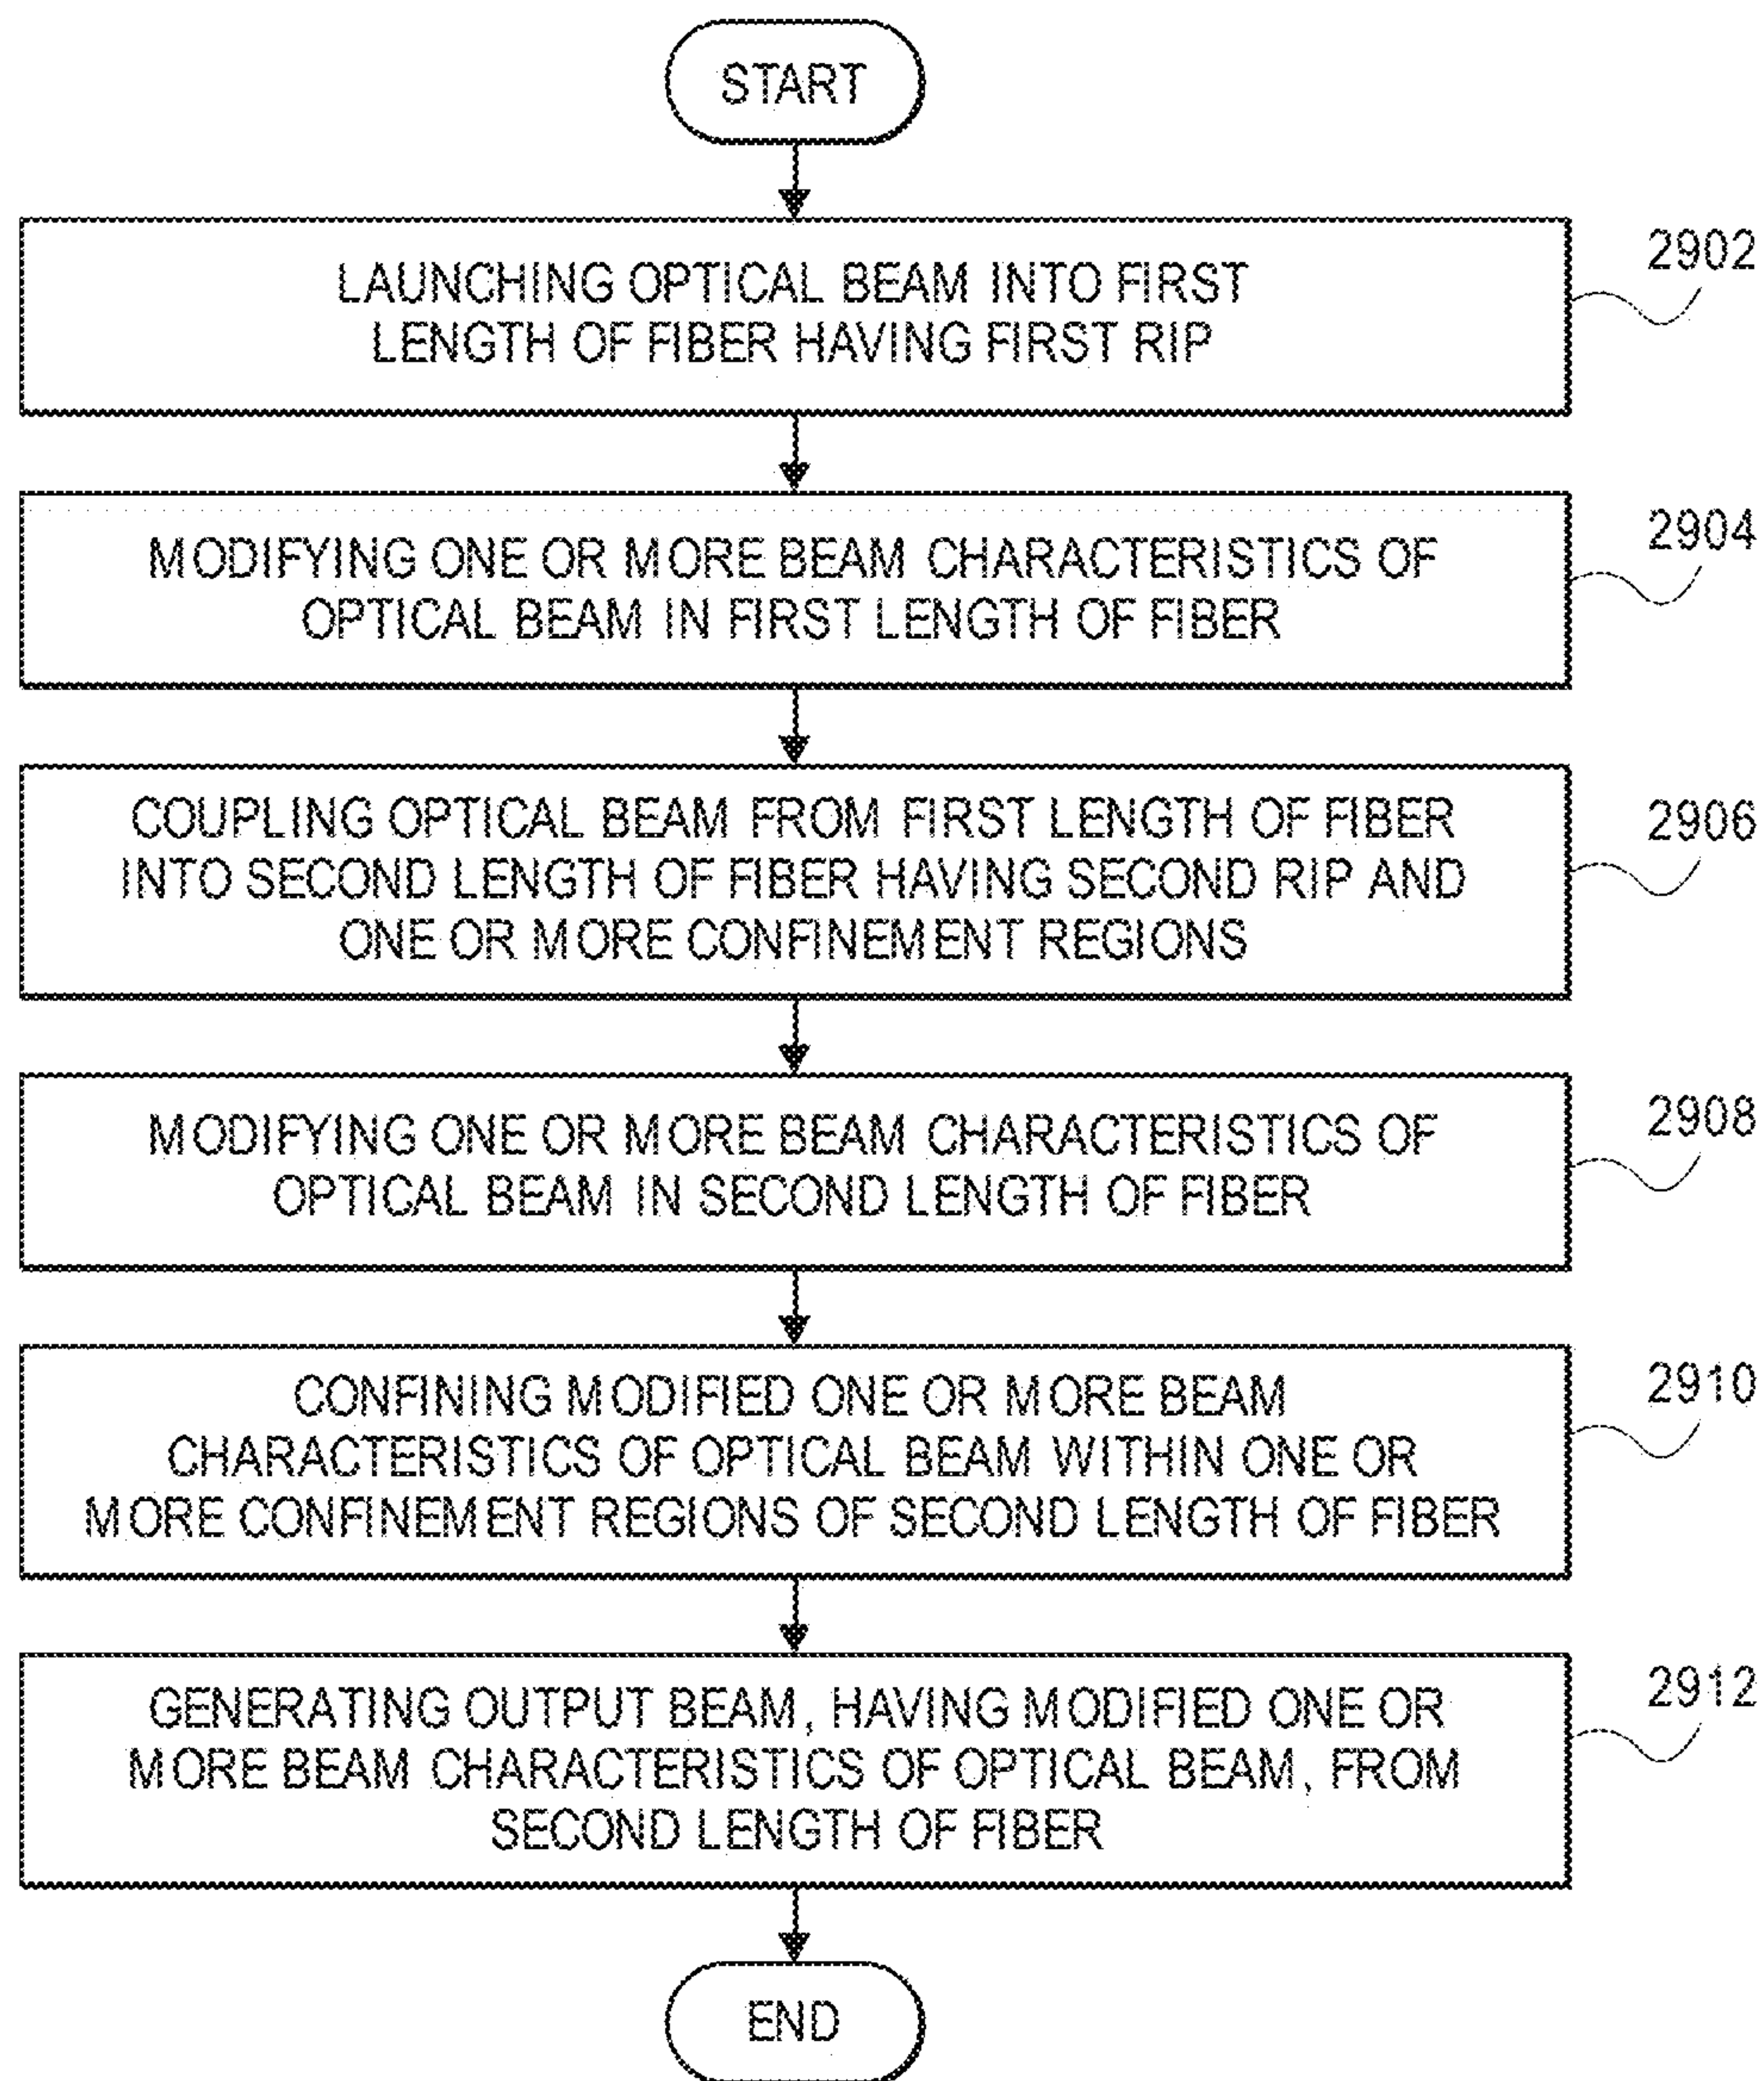 START
LAUNCHING OPTICAL BEAM INTO FIRST
LENGTH OF FIBER HAVING FIRST RIP
2902
MODIFYING ONE OR MORE BEAM CHARACTERISTICS OF
OPTICAL BEAM IN FIRST LENGTH OF FIBER
2904
COUPLING OPTICAL BEAM FROM FIRST LENGTH OF FIBER
INTO SECOND LENGTH OF FIBER HAVING SECOND RIP AND
ONE OR MORE CONFINEMENT REGIONS
2906
MODIFYING ONE OR MORE BEAM CHARACTERISTICS OF
OPTICAL BEAM IN SECOND LENGTH OF FIBER
2908
CONFINING MODIFIED ONE OR MORE BEAM
CHARACTERISTICS OF OPTICAL BEAM WITHIN ONE OR
MORE CONFINEMENT REGIONS OF SECOND LENGTH OF FIBER
2910
GENERATING OUTPUT BEAM, HAVING MODIFIED ONE OR
MORE BEAM CHARACTERISTICS OF OPTICAL BEAM, FROM
SECOND LENGTH OF FIBER
2912
END